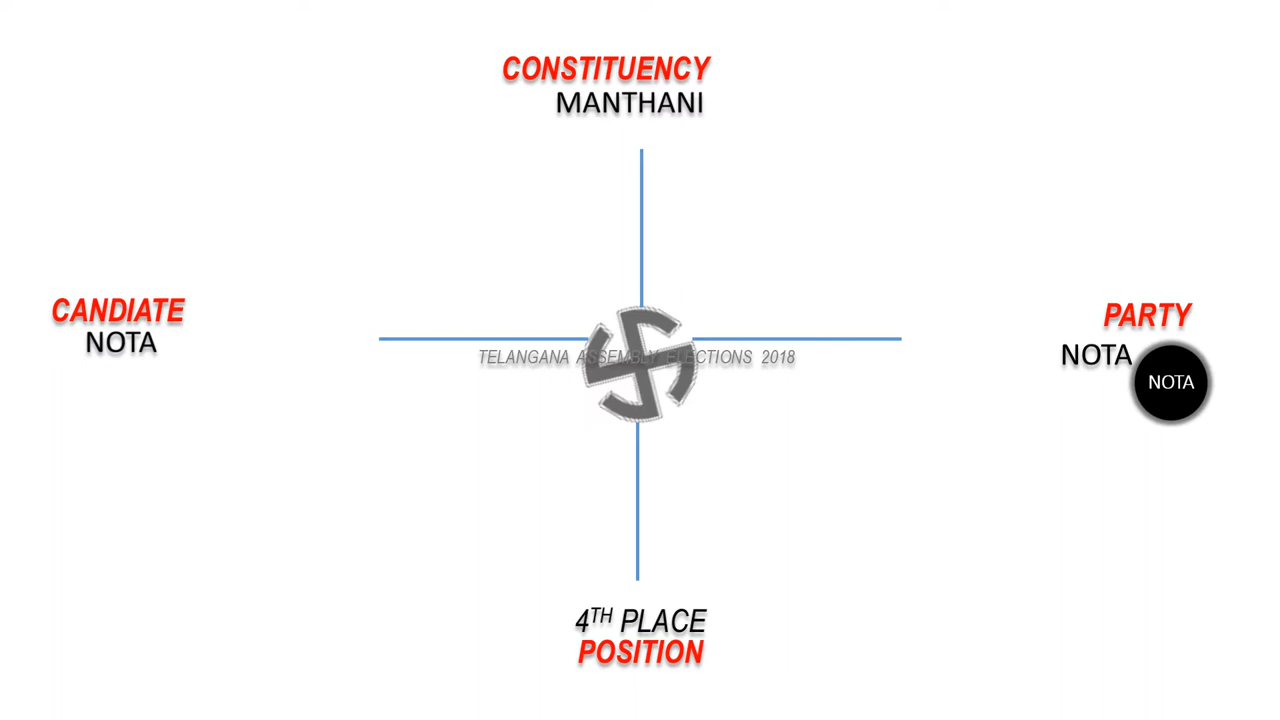 CONSTITUENCY
MANTHANI
CANDIATE
NOTA
PARTY
NOTA
NOTA
TELANGANA ASSEMBLY ELECTIONS 2018
4TH PLACE
POSITION